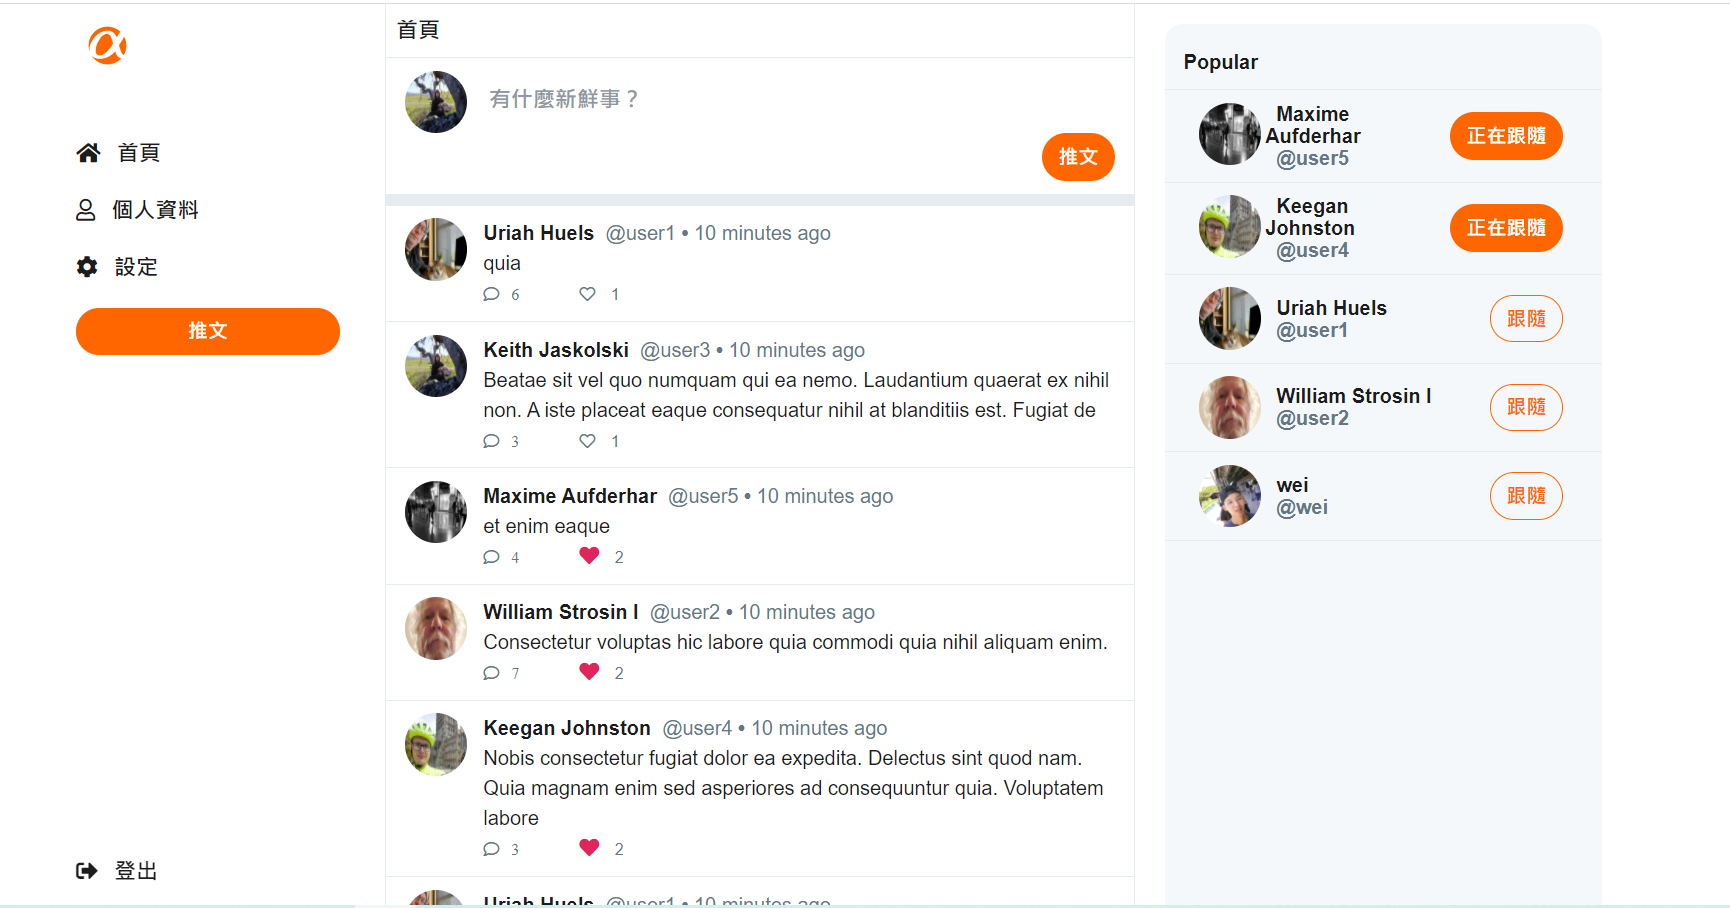 首頁
個人資料
設定
推文
登出
首頁
有什麼新鮮事？
推文
Uriah Huels @user1 • 10 minutes ago
quia
6 1
Keith Jaskolski @user3 • 10 minutes ago
Beatae sit vel quo numquam qui ea nemo. Laudantium quaerat ex nihil
non. A iste placeat eaque consequatur nihil at blanditiis est. Fugiat de
3 1
Maxime Aufderhar @user5 • 10 minutes ago
et enim eaque
4 2
William Strosin I @user2 • 10 minutes ago
Consectetur voluptas hic labore quia commodi quia nihil aliquam enim.
7 2
Keegan Johnston @user4 • 10 minutes ago
Nobis consectetur fugiat dolor ea expedita. Delectus sint quod nam.
Quia magnam enim sed asperiores ad consequuntur quia. Voluptatem
labore
3 2
Uriah Huels @user1 • 10 minutes ago
Popular
Maxime
Aufderhar
@user5
正在跟隨
Keegan
Johnston
@user4
正在跟隨
Uriah Huels
@user1
跟隨
William Strosin I
@user2
跟隨
wei
@wei
跟隨